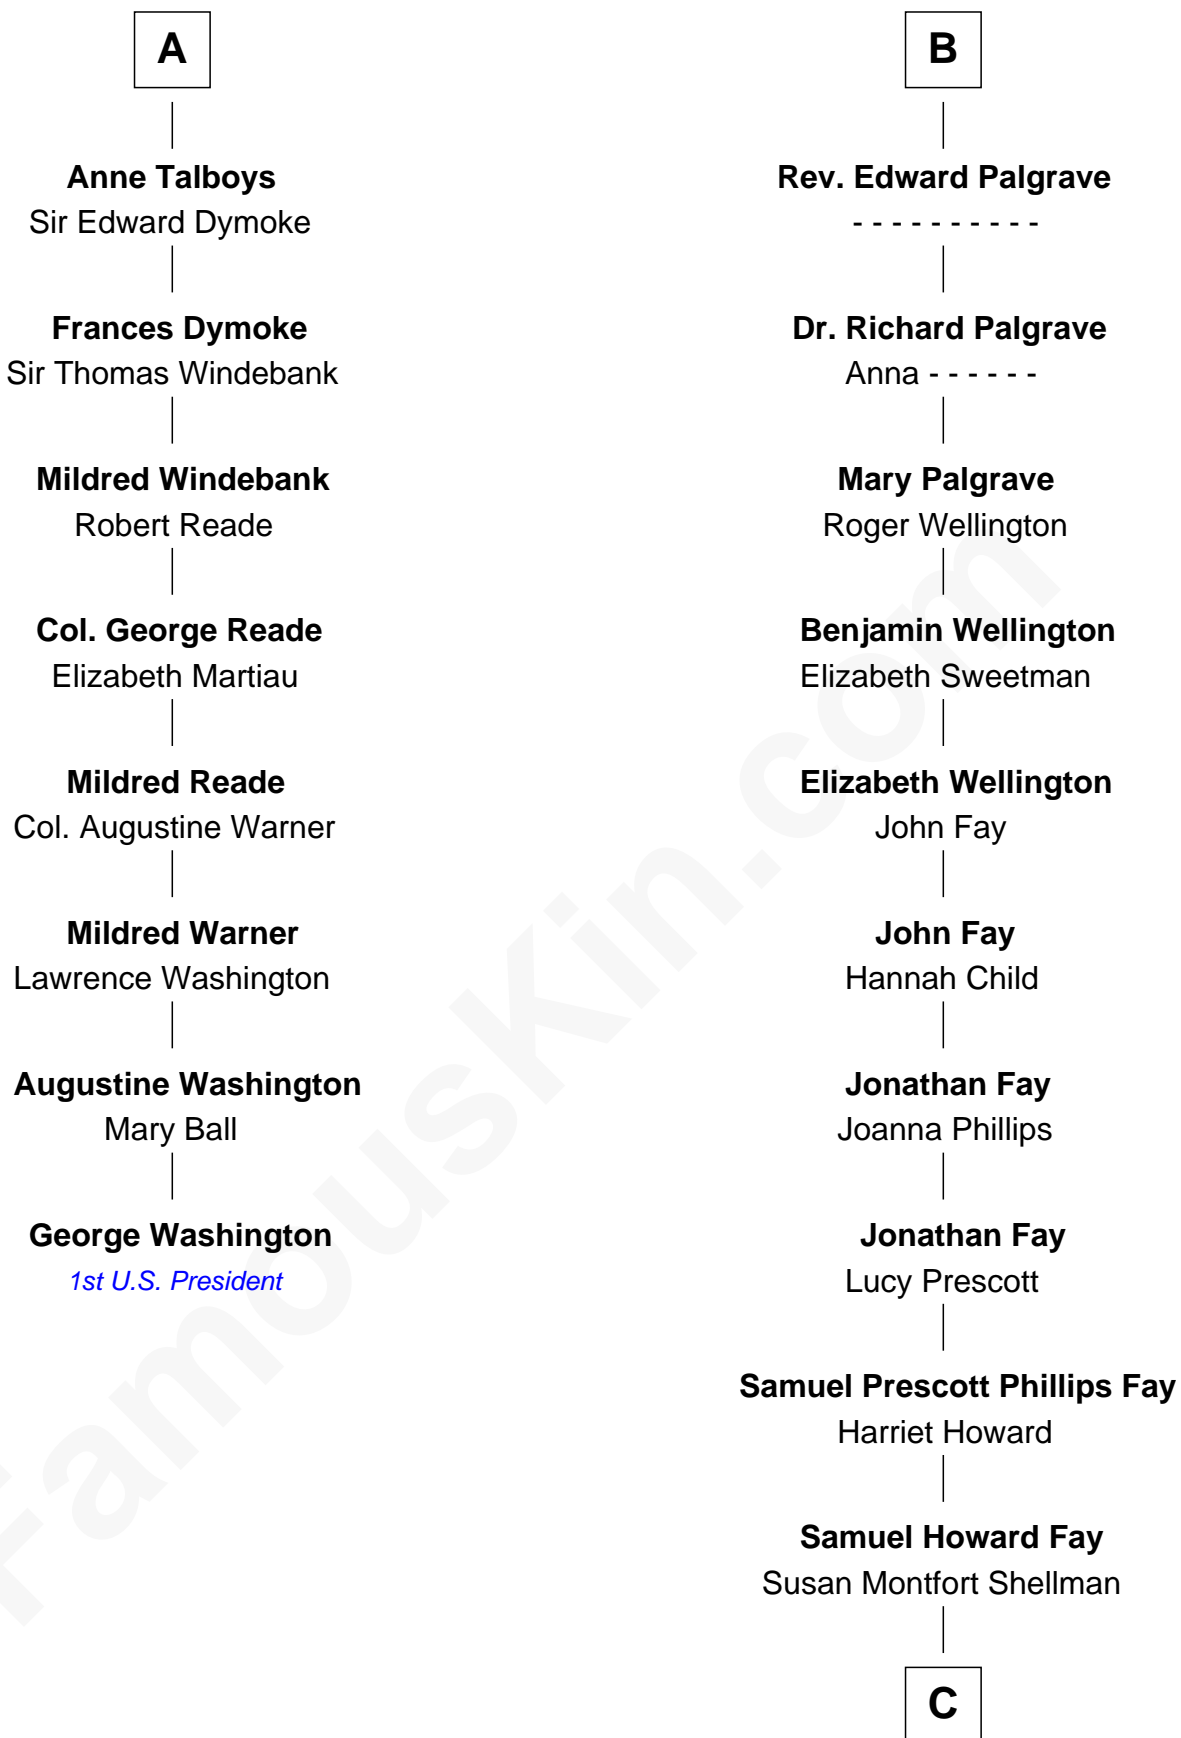 A
Anne Talboys
Sir Edward Dymoke
Frances Dymoke
Sir Thomas Windebank
Mildred Windebank
Robert Reade
Col. George Reade
Elizabeth Martiau
Mildred Reade
Col. Augustine Warner
Mildred Warner
Lawrence Washington
Augustine Washington
Mary Ball
George Washington
1st U.S. President
B
Rev. Edward Palgrave
- - - - - - - - - -
Dr. Richard Palgrave
Anna - - - - - -
Mary Palgrave
Roger Wellington
Benjamin Wellington
Elizabeth Sweetman
Elizabeth Wellington
John Fay
John Fay
Hannah Child
Jonathan Fay
Joanna Phillips
Jonathan Fay
Lucy Prescott
Samuel Prescott Phillips Fay
Harriet Howard
Samuel Howard Fay
Susan Montfort Shellman
C
FamousKin.com